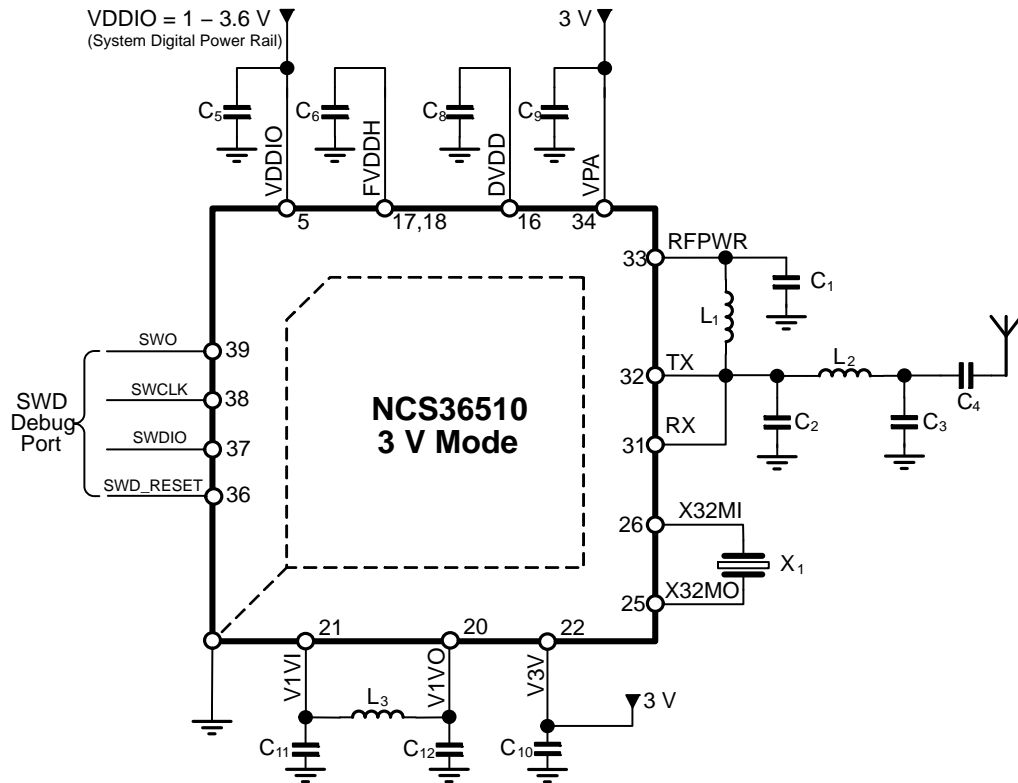 VDDIO = 1 – 3.6 V
(System Digital Power Rail)
3 V
C5
C6
C8
C9
VDDIO
FVDDH
DVDD
VPA
5
17,18
16
34
33
RFPWR
C1
L1
SWO
39
32
TX
L2
C4
SWCLK
38
SWD
Debug
Port
NCS36510
3 V Mode
C2
C3
31
RX
SWDIO
37
SWD_RESET
36
26
X32MI
X1
25
X32MO
21
20
22
V1VI
V1VO
V3V
L3
3 V
C11
C12
C10